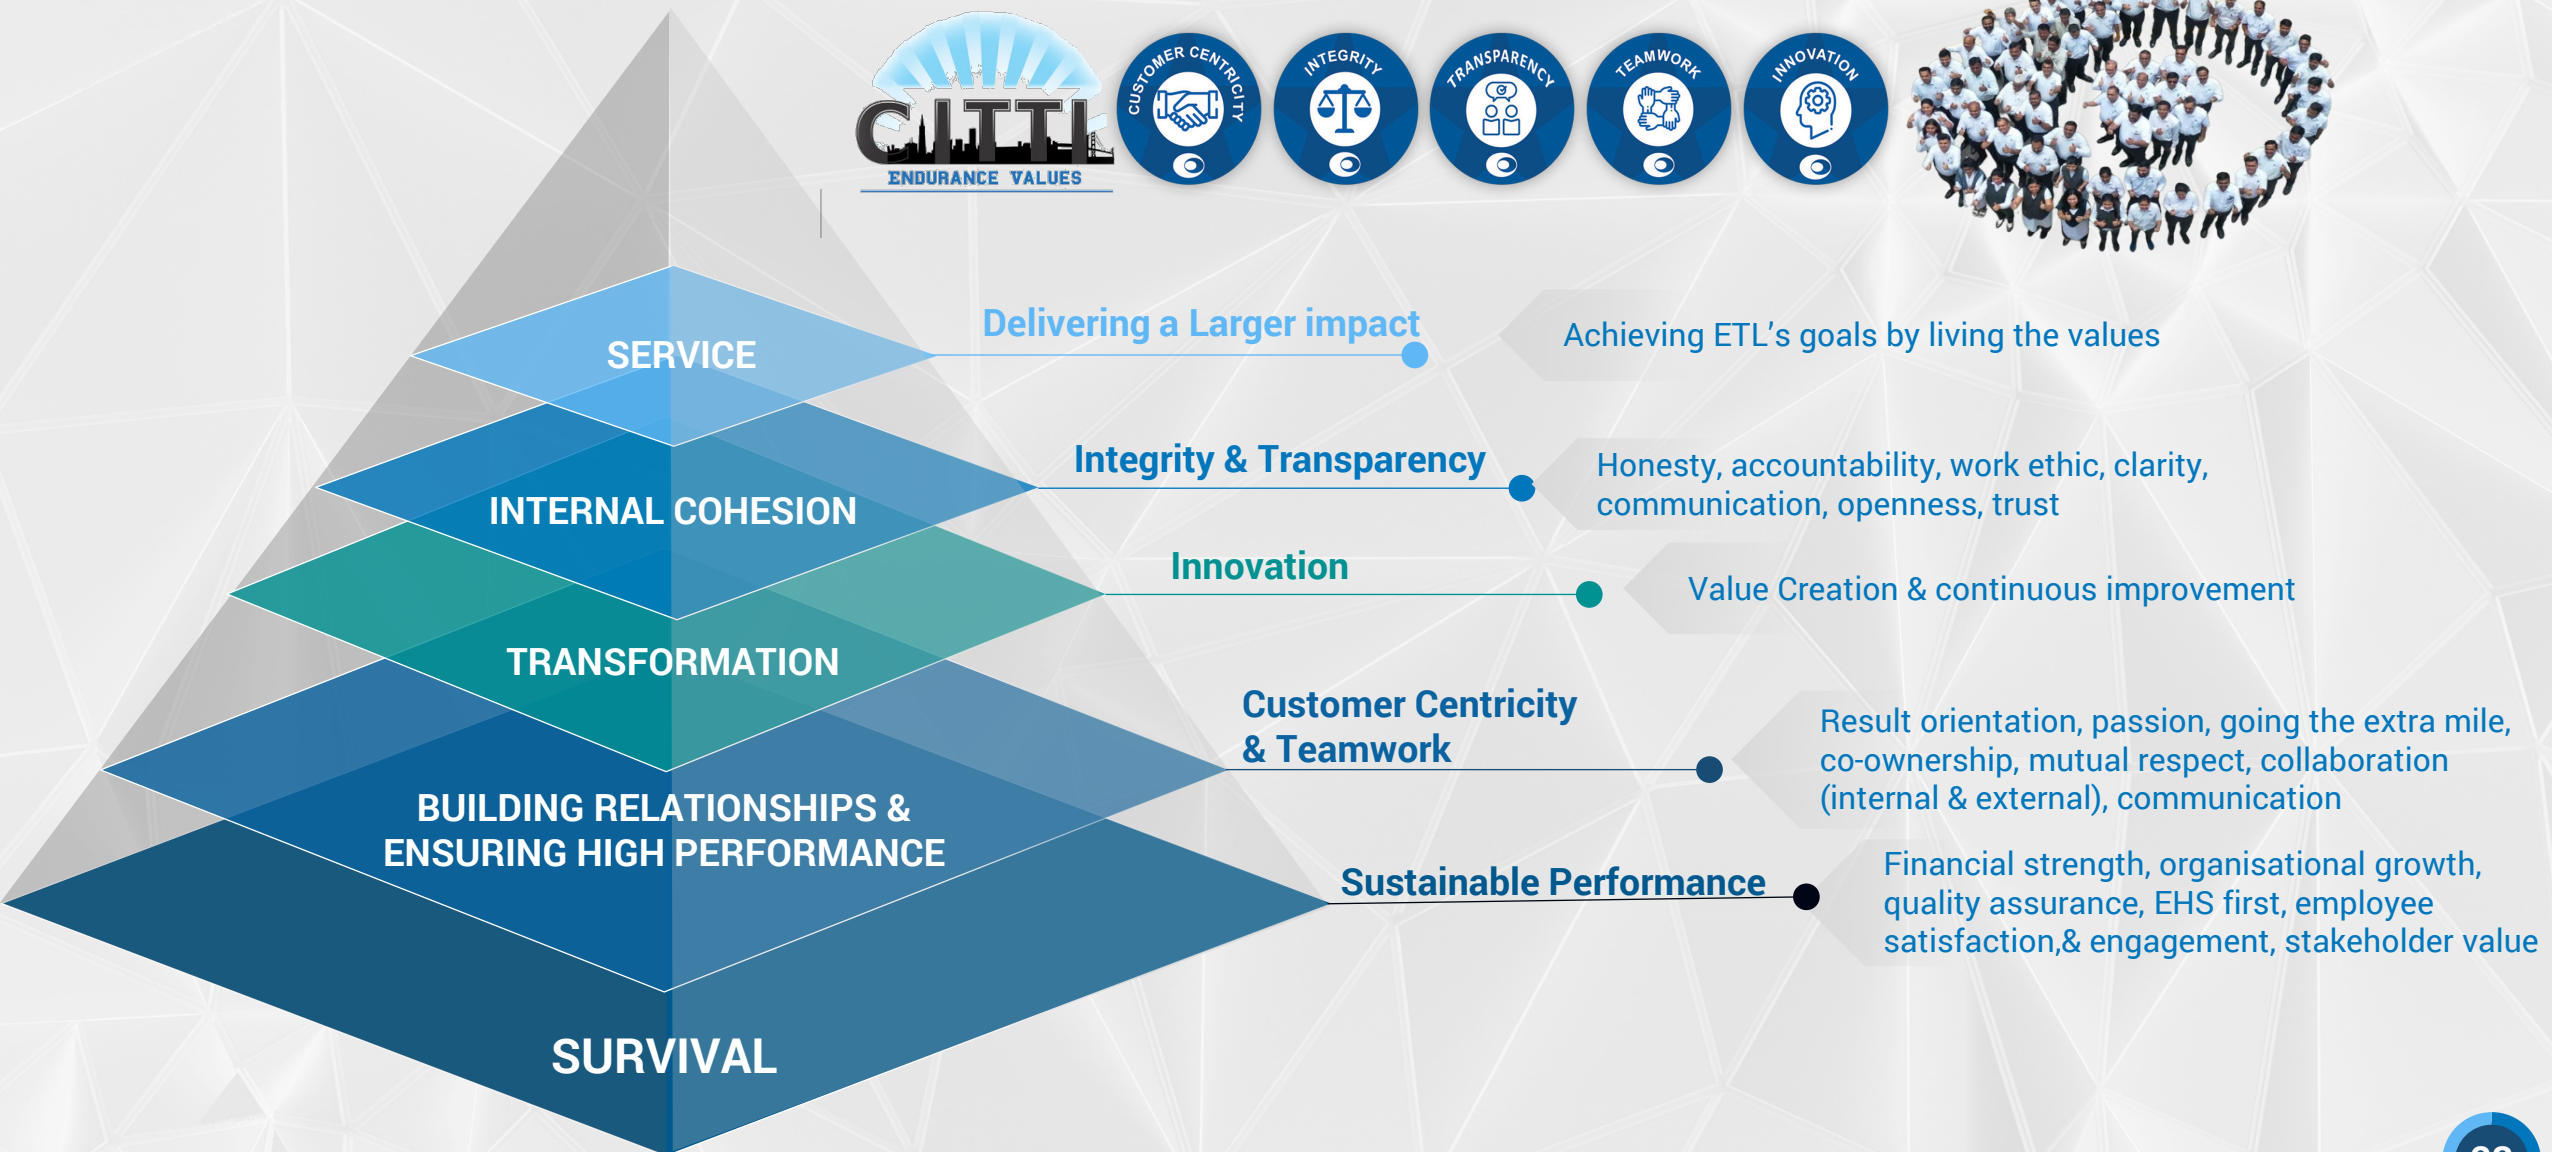 CITTI
ENDURANCE VALUES
CUSTOMER CENTRICITY
INTEGRITY
TRANSPARENCY
TEAMWORK
INNOVATION
SERVICE
Delivering a Larger impact
Achieving ETL’s goals by living the values
INTERNAL COHESION
Integrity & Transparency
Honesty, accountability, work ethic, clarity,
communication, openness, trust
TRANSFORMATION
Innovation
Value Creation & continuous improvement
BUILDING RELATIONSHIPS &
ENSURING HIGH PERFORMANCE
Customer Centricity
& Teamwork
Result orientation, passion, going the extra mile,
co-ownership, mutual respect, collaboration
(internal & external), communication
SURVIVAL
Sustainable Performance
Financial strength, organisational growth,
quality assurance, EHS first, employee
satisfaction,& engagement, stakeholder value